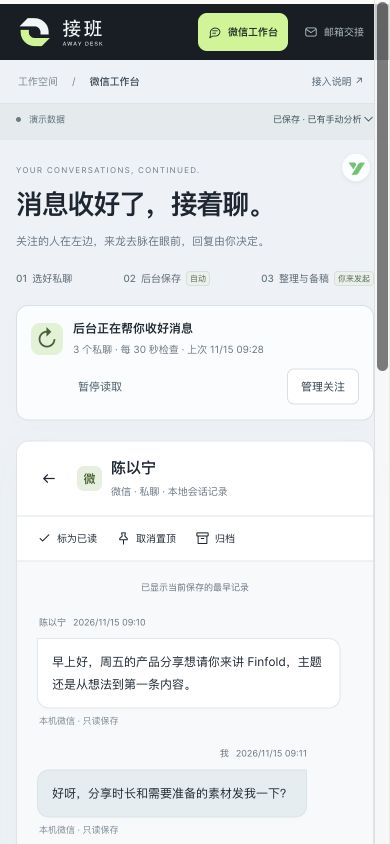 接班
AWAY DESK
微信工作台
邮箱交接
工作空间 / 微信工作台
接入说明 ↗
演示数据
已保存 · 已有手动分析
YOUR CONVERSATIONS, CONTINUED.
消息收好了，接着聊。
关注的人在左边，来龙去脉在眼前，回复由你决定。
01 选好私聊
02 后台保存 自动
03 整理与备稿 你来发起
后台正在帮你收好消息
3 个私聊 · 每 30 秒检查 · 上次 11/15 09:28
暂停读取
管理关注
微
陈以宁
微信 · 私聊 · 本地会话记录
标为已读
取消置顶
归档
已显示当前保存的最早记录
陈以宁 2026/11/15 09:10
早上好，周五的产品分享想请你来讲 Finfold，主题
还是从想法到第一条内容。
本机微信 · 只读保存
我 2026/11/15 09:11
好呀，分享时长和需要准备的素材发我一下？
本机微信 · 只读保存